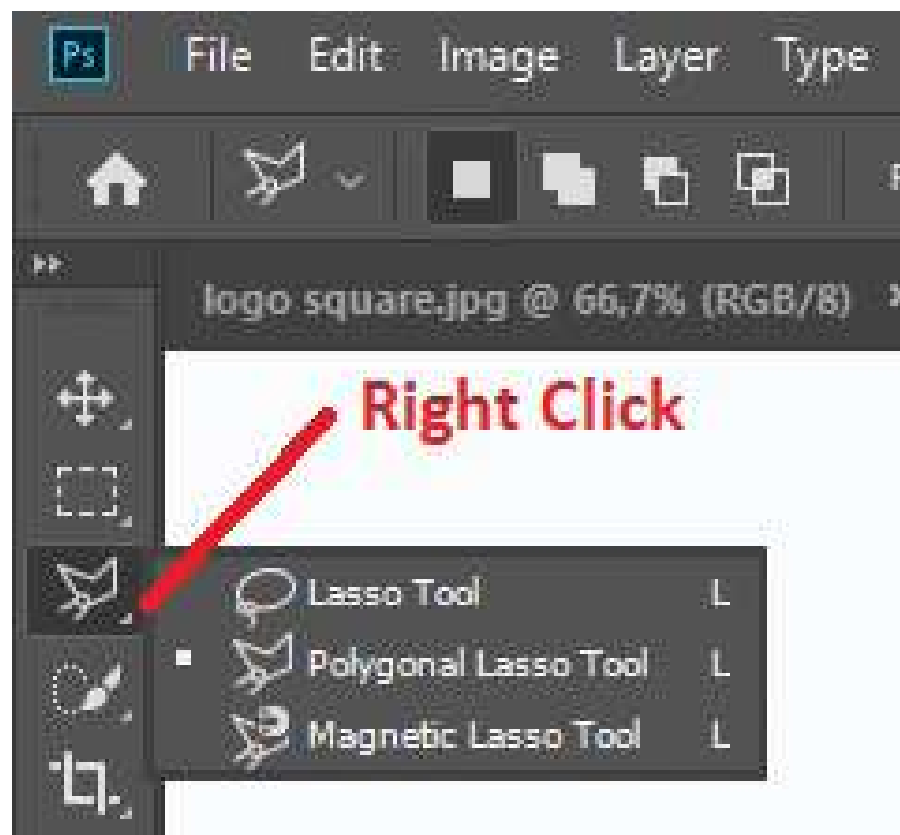 Ps File Edit Image Layer Type
logo square.jpg @ 66,7% (RGB/8) ×
Right Click
Lasso Tool L
Polygonal Lasso Tool L
Magnetic Lasso Tool L